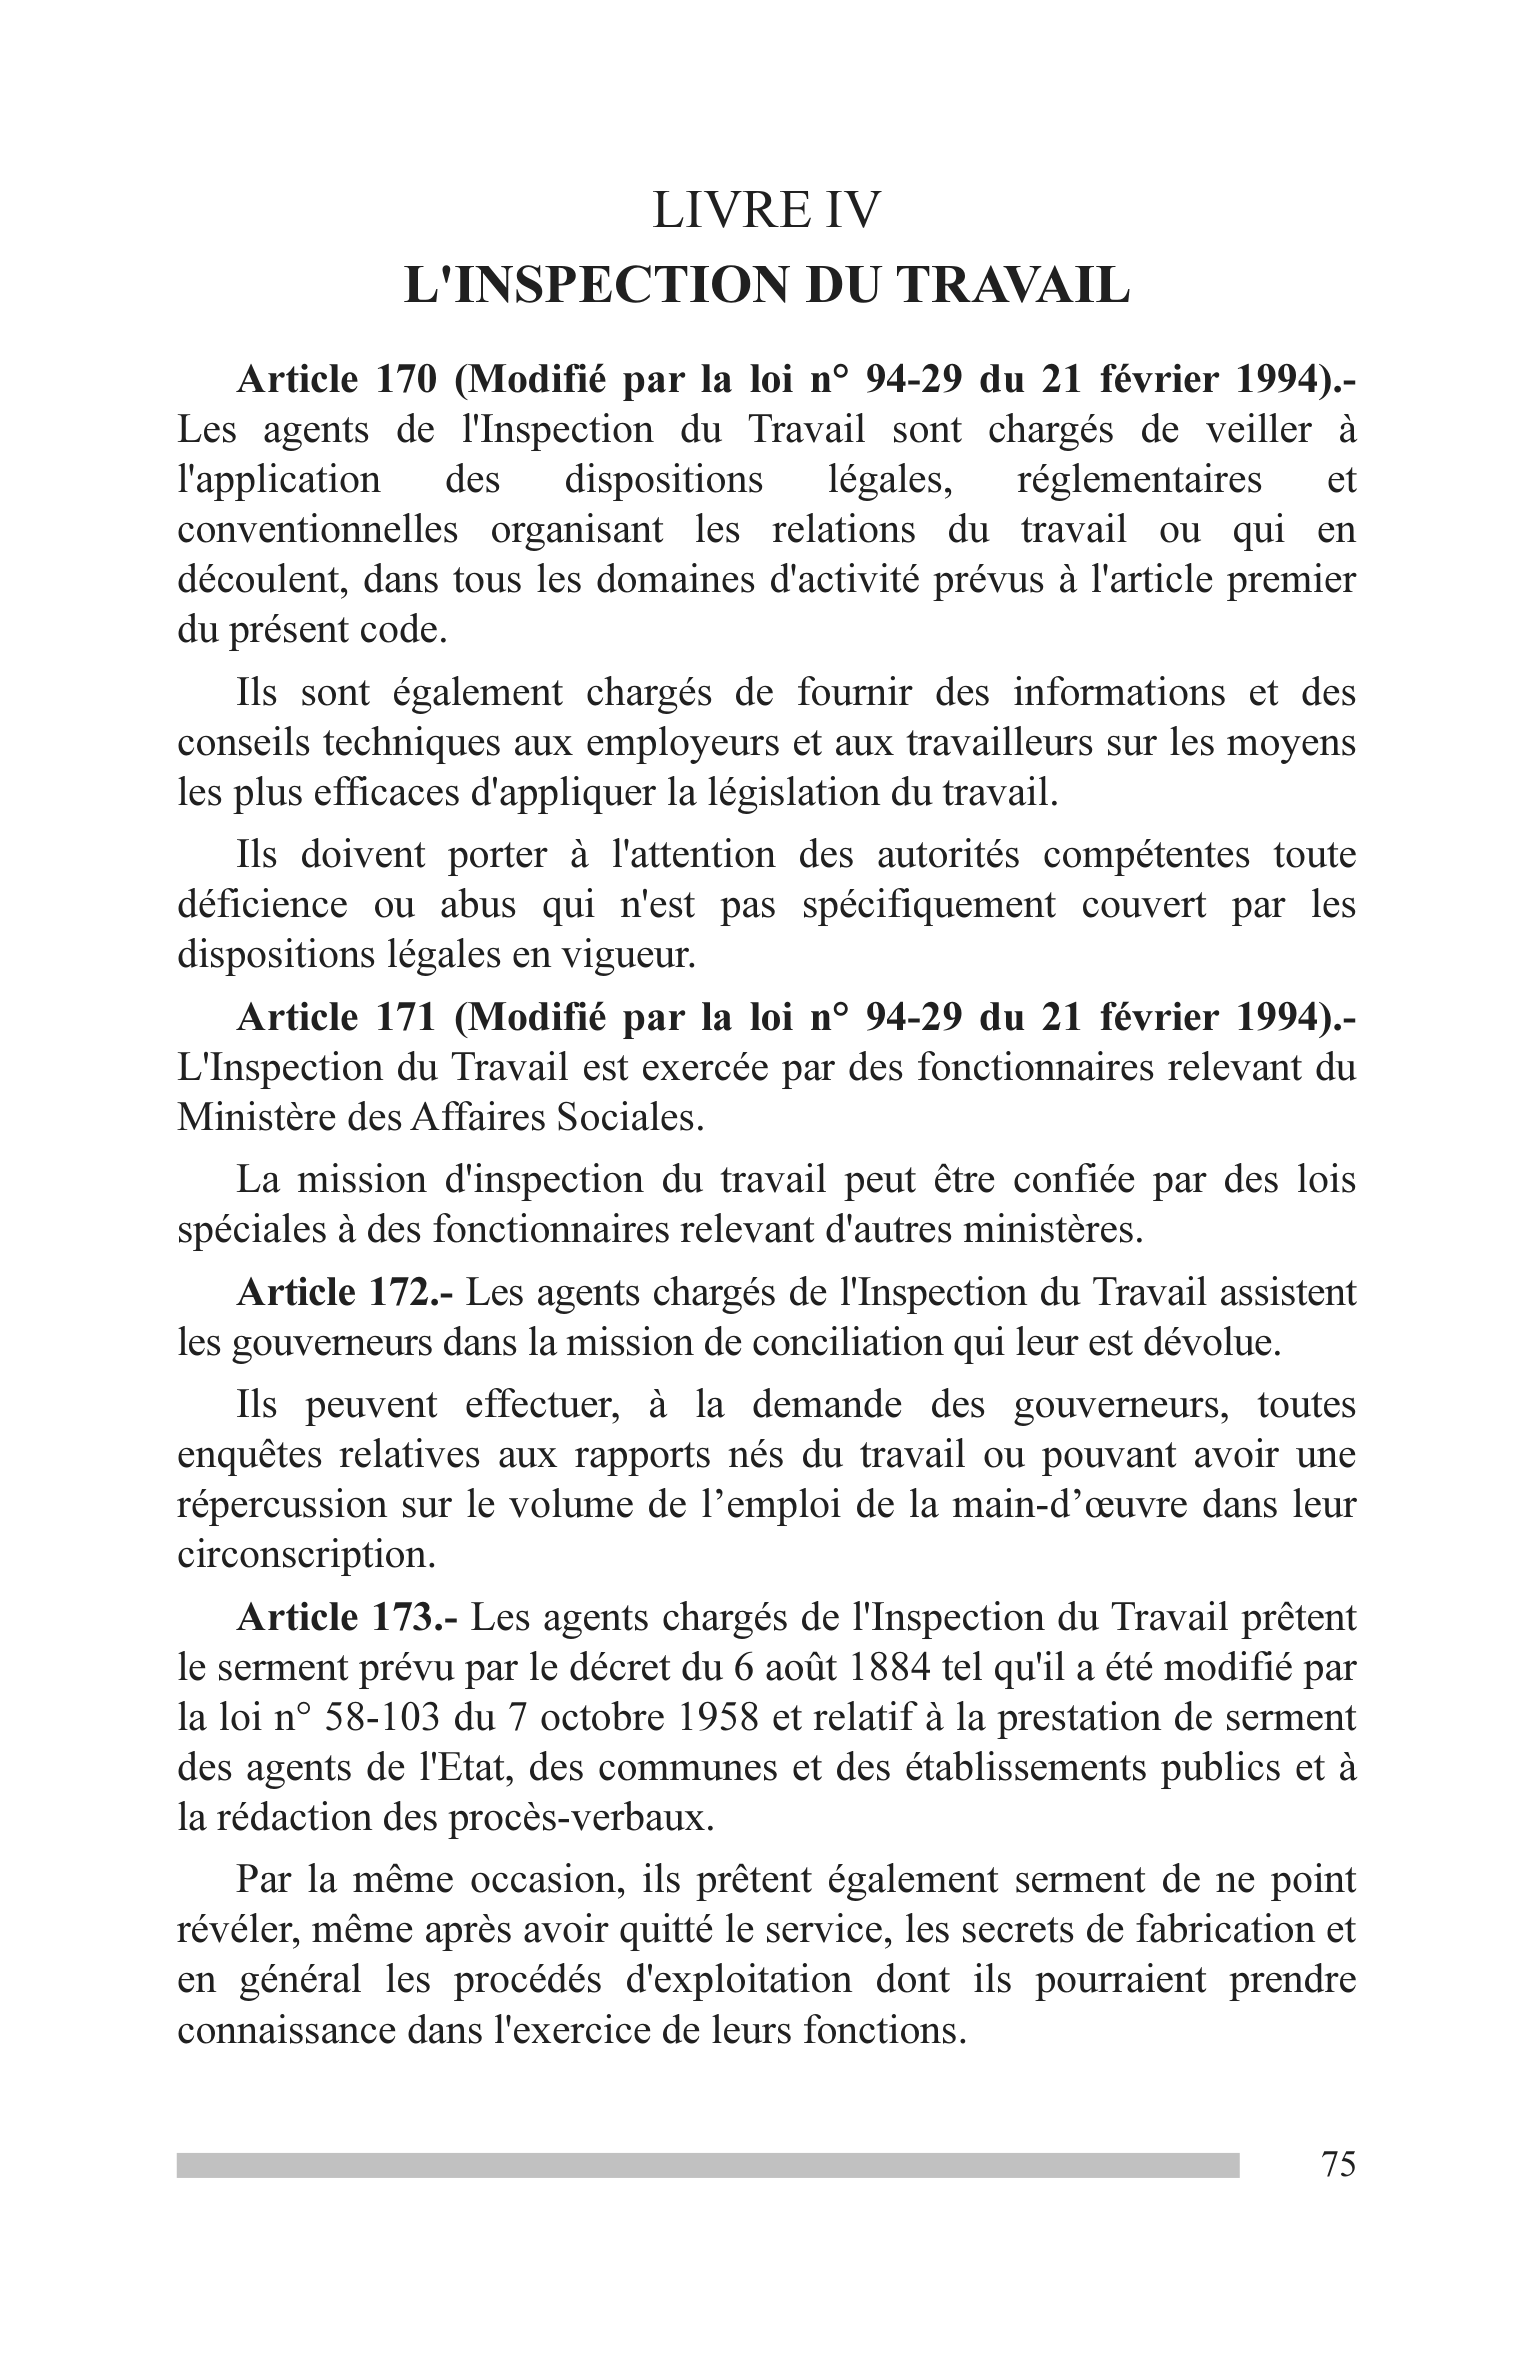 LIVRE IV
L'INSPECTION DU TRAVAIL
Article 170 (Modifié par la loi n° 94-29 du 21 février 1994).-
Les agents de l'Inspection du Travail sont chargés de veiller à
l'application des dispositions légales, réglementaires et
conventionnelles organisant les relations du travail ou qui en
découlent, dans tous les domaines d'activité prévus à l'article premier
du présent code.
Ils sont également chargés de fournir des informations et des
conseils techniques aux employeurs et aux travailleurs sur les moyens
les plus efficaces d'appliquer la législation du travail.
Ils doivent porter à l'attention des autorités compétentes toute
déficience ou abus qui n'est pas spécifiquement couvert par les
dispositions légales en vigueur.
Article 171 (Modifié par la loi n° 94-29 du 21 février 1994).-
L'Inspection du Travail est exercée par des fonctionnaires relevant du
Ministère des Affaires Sociales.
La mission d'inspection du travail peut être confiée par des lois
spéciales à des fonctionnaires relevant d'autres ministères.
Article 172.- Les agents chargés de l'Inspection du Travail assistent
les gouverneurs dans la mission de conciliation qui leur est dévolue.
Ils peuvent effectuer, à la demande des gouverneurs, toutes
enquêtes relatives aux rapports nés du travail ou pouvant avoir une
répercussion sur le volume de l’emploi de la main-d’œuvre dans leur
circonscription.
Article 173.- Les agents chargés de l'Inspection du Travail prêtent
le serment prévu par le décret du 6 août 1884 tel qu'il a été modifié par
la loi n° 58-103 du 7 octobre 1958 et relatif à la prestation de serment
des agents de l'Etat, des communes et des établissements publics et à
la rédaction des procès-verbaux.
Par la même occasion, ils prêtent également serment de ne point
révéler, même après avoir quitté le service, les secrets de fabrication et
en général les procédés d'exploitation dont ils pourraient prendre
connaissance dans l'exercice de leurs fonctions.
75